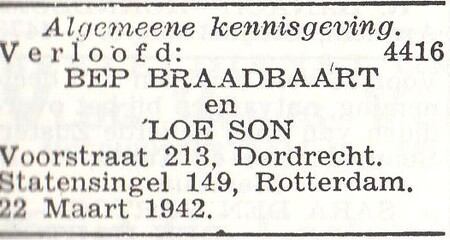 Algemeene kennisgeving.
Verloofd: 4416
BEP BRAADBAART
en
LOE SON
Voorstraat 213, Dordrecht.
Statensingel 149, Rotterdam.
22 Maart 1942.